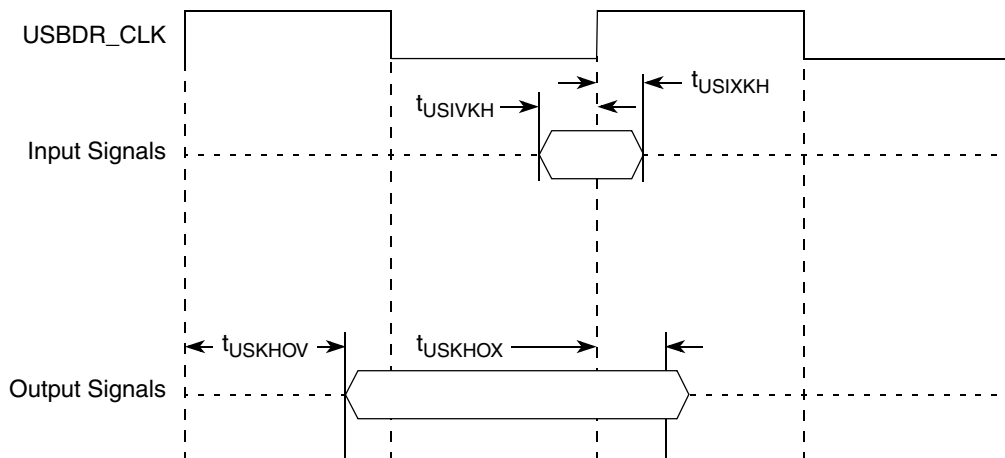 USBDR_CLK
tUSIXKH
tUSIVKH
Input Signals
tUSKHOV
tUSKHOX
Output Signals